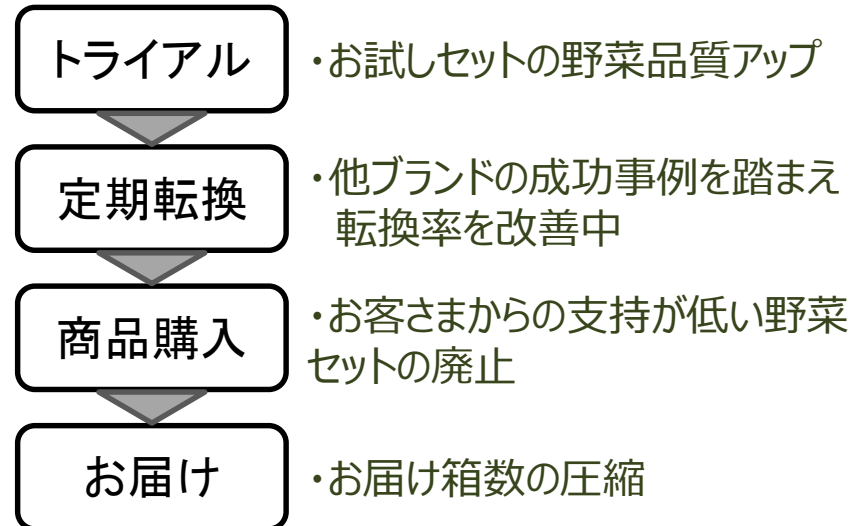 トライアル
・お試しセットの野菜品質アップ
定期転換
・他ブランドの成功事例を踏まえ
転換率を改善中
商品購入
・お客さまからの支持が低い野菜
セットの廃止
お届け
・お届け箱数の圧縮